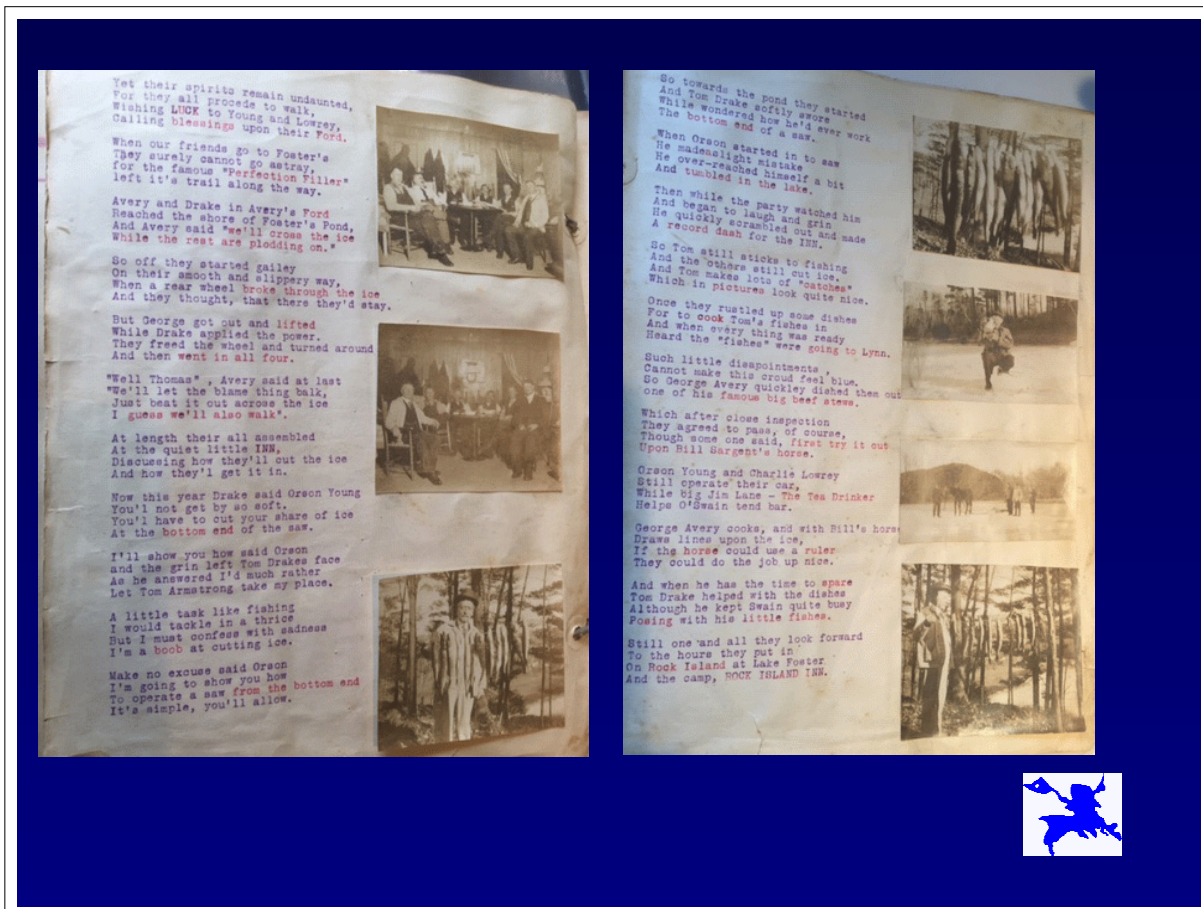 Yet their spirits remain undaunted,
For they all procede to walk,
Wishing LUCK to Young and Lowrey,
Calling blessings upon their Ford.
When our friends go to Foster's
They surely cannot go astray,
for the famous "Perfection Filler"
left it's trail along the way.
Avery and Drake in Avery's Ford
Reached the shore of Foster's Pond,
And Avery said "we'll cross the ice
While the rest are plodding on."
So off they started gailey
On their smooth and slippery way,
When a rear wheel broke through the ice
And they thought, that there they'd stay.
But George got out and lifted
While Drake applied the power.
They freed the wheel and turned around
And then went in all four.
"Well Thomas" , Avery said at last
"We'll let the blame thing balk,
Just beat it out across the ice
I guess we'll also walk".
At length their all assembled
At the quiet little INN,
Discussing how they'll cut the ice
And how they'l get it in.
Now this year Drake said Orson Young
You'l not get by so soft.
You'l have to cut your share of ice
At the bottom end of the saw.
I'll show you how said Orson
and the grin left Tom Drakes face
As he answered I'd much rather
Let Tom Armstrong take my place.
A little task like fishing
I would tackle in a thrice
But I must confess with sadness
I'm a boob at cutting ice.
Make no excuse said Orson
I'm going to show you how
To operate a saw from the bottom end
It's simple, you'll allow.
So towards the pond they started
And Tom Drake softly swore
While wondered how he'd ever work
The bottom end of a saw.
When Orson started in to saw
He madeaslight mistake
He over-reached himself a bit
And tumbled in the lake.
Then while the party watched him
And began to laugh and grin
He quickly scrambled out and made
A record dash for the INN.
So Tom still sticks to fishing
And the others still cut ice.
And Tom makes lots of "catches"
Which in pictures look quite nice.
Once they rustled up some dishes
For to cook Tom's fishes in
And when every thing was ready
Heard the "fishes" were going to Lynn.
Such little disapointments ,
Cannot make this croud feel blue.
So George Avery quickley dished them out
one of his famous big beef stews.
Which after close inspection
They agreed to pass, of course,
Though some one said, first try it out
Upon Bill Sargent's horse.
Orson Young and Charlie Lowrey
Still operate their car,
While big Jim Lane - The Tea Drinker
Helps O'Swain tend bar.
George Avery cooks, and with Bill's horse
Draws lines upon the ice,
If the horse could use a ruler
They could do the job up nice.
And when he has the time to spare
Tom Drake helped with the dishes
Although he kept Swain quite busy
Posing with his little fishes.
Still one and all they look forward
To the hours they put in
On Rock Island at Lake Foster
And the camp, ROCK ISLAND INN.